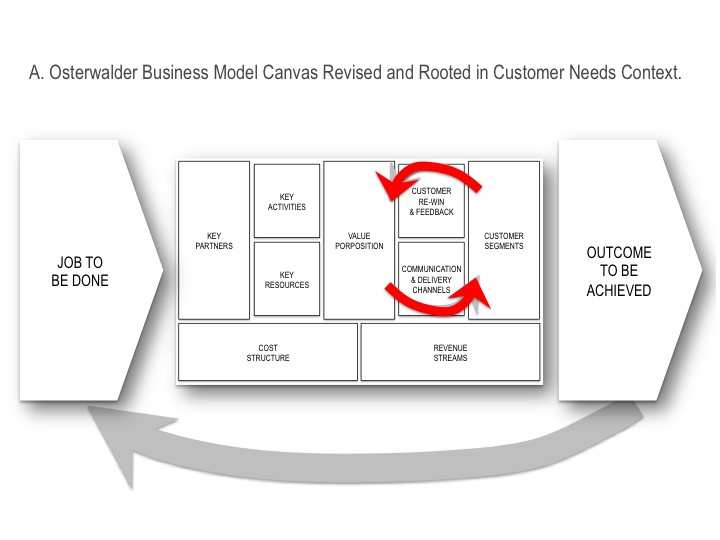 A. Osterwalder Business Model Canvas Revised and Rooted in Customer Needs Context.
JOB TO
BE DONE
KEY
PARTNERS
KEY
ACTIVITIES
KEY
RESOURCES
VALUE
PORPOSITION
CUSTOMER
RE-WIN
& FEEDBACK
COMMUNICATION
& DELIVERY
CHANNELS
CUSTOMER
SEGMENTS
COST
STRUCTURE
REVENUE
STREAMS
OUTCOME
TO BE
ACHIEVED